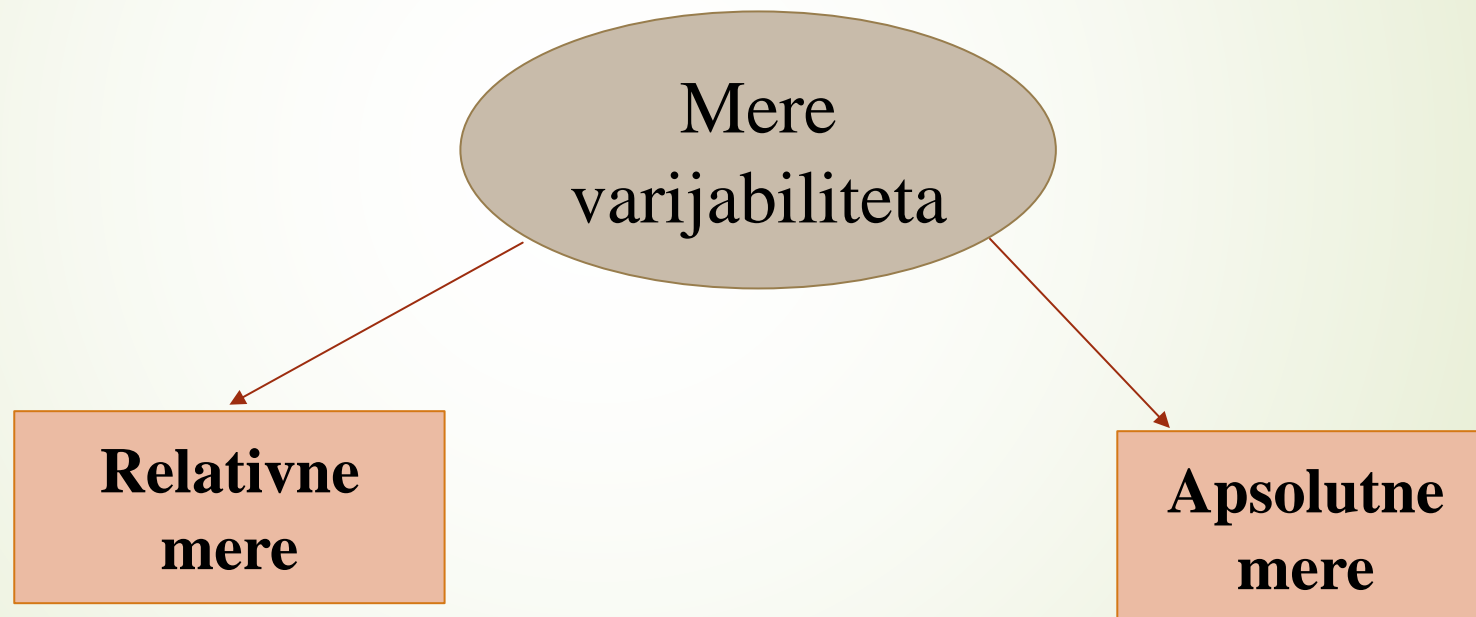 Mere
varijabiliteta
Relativne
mere
Apsolutne
mere